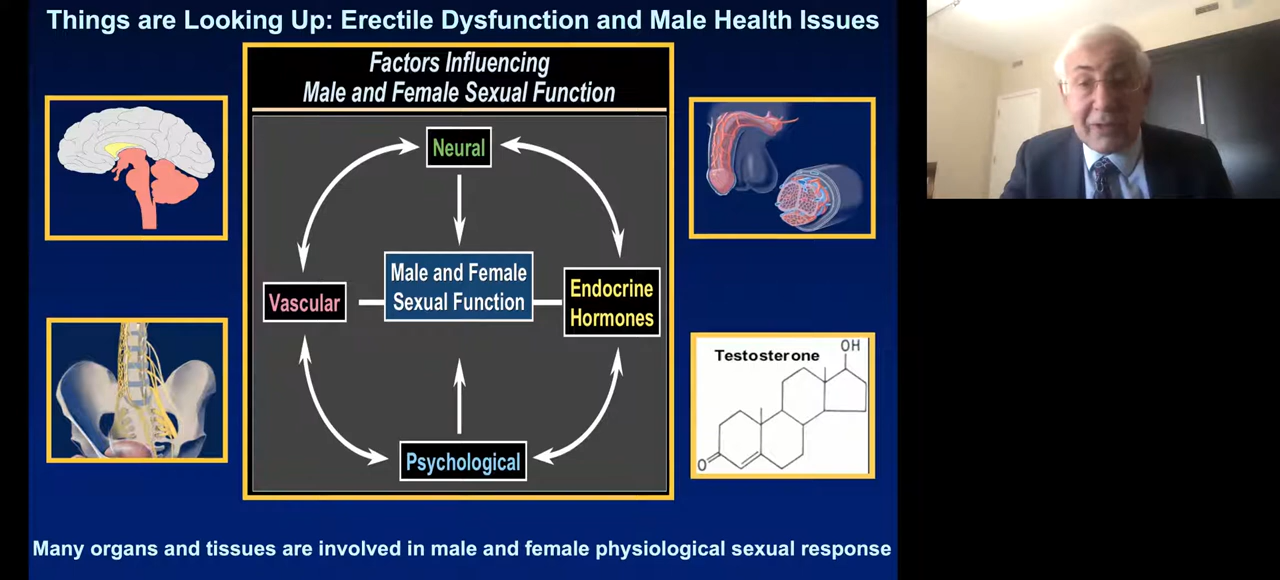 Things are Looking Up: Erectile Dysfunction and Male Health Issues
Factors Influencing
Male and Female Sexual Function
Neural
Vascular
Male and Female
Sexual Function
Endocrine
Hormones
Psychological
Testosterone
OH
O
Many organs and tissues are involved in male and female physiological sexual response